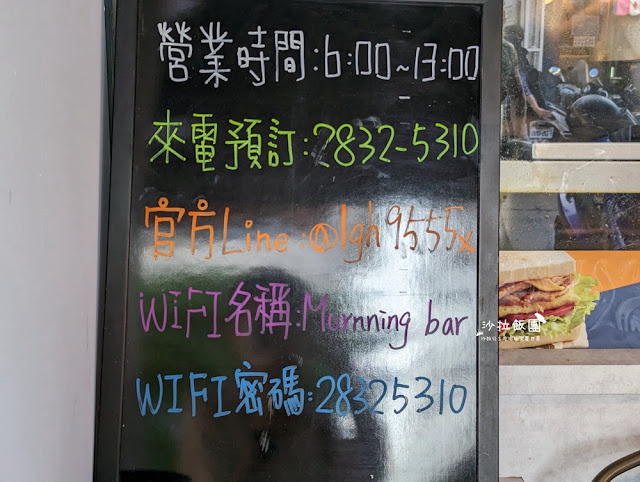 營業時間:6:00~13:00
來電預訂:2832-5310
官方Line:@lgh9555x
WiFI名稱:Mornning bar
WIFI密碼:28325310
沙拉飯團